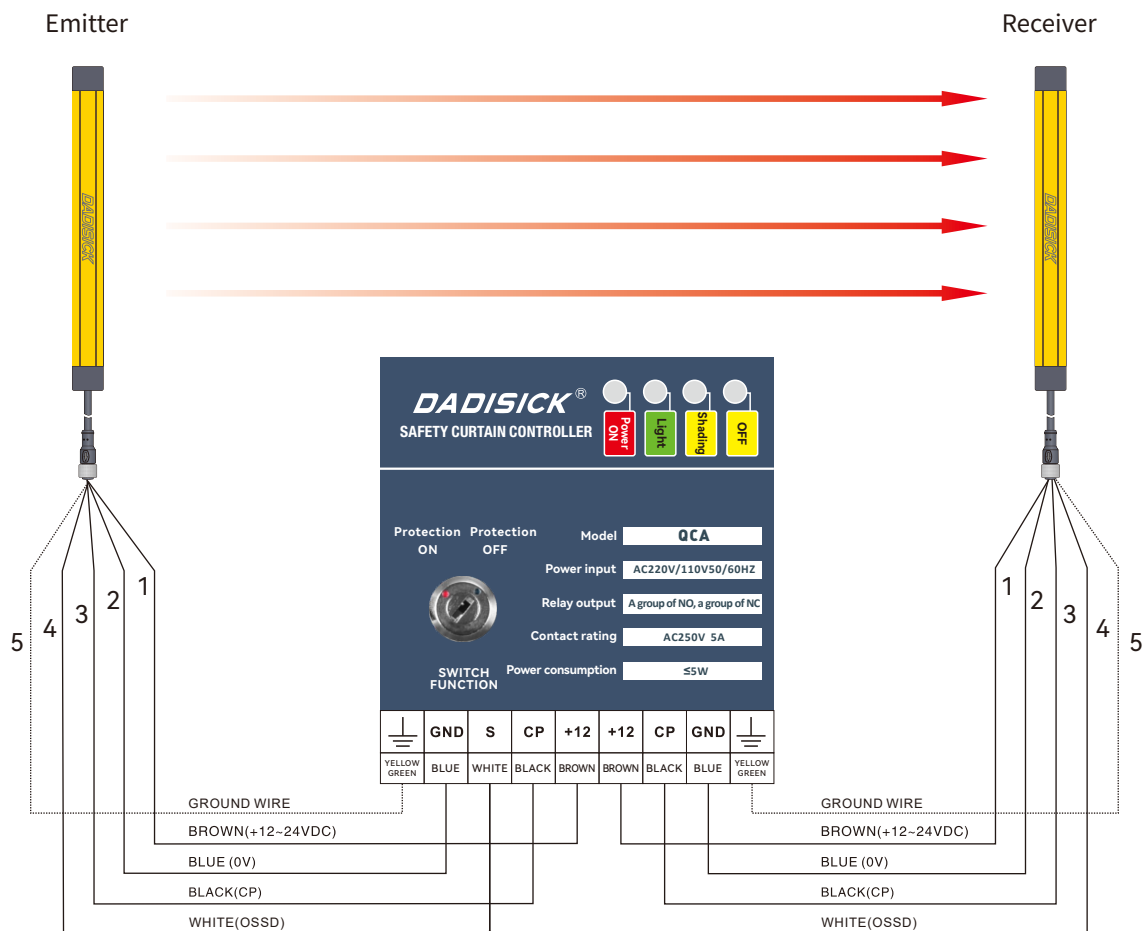 Emitter
Receiver
DADISICK
DADISICK
DADISICK®
SAFETY CURTAIN CONTROLLER
Power ON
Light
Shading
OFF
Protection ON
Protection OFF
SWITCH
FUNCTION
Model QCA
Power input AC220V/110V50/60HZ
Relay output A group of NO, a group of NC
Contact rating AC250V 5A
Power consumption ≤5W
GND S CP +12 +12 CP GND
YELLOW GREEN BLUE WHITE BLACK BROWN BROWN BLACK BLUE YELLOW GREEN
5 4 3 2 1
1 2 3 4 5
GROUND WIRE
BROWN(+12~24VDC)
BLUE (0V)
BLACK(CP)
WHITE(OSSD)
GROUND WIRE
BROWN(+12~24VDC)
BLUE (0V)
BLACK(CP)
WHITE(OSSD)